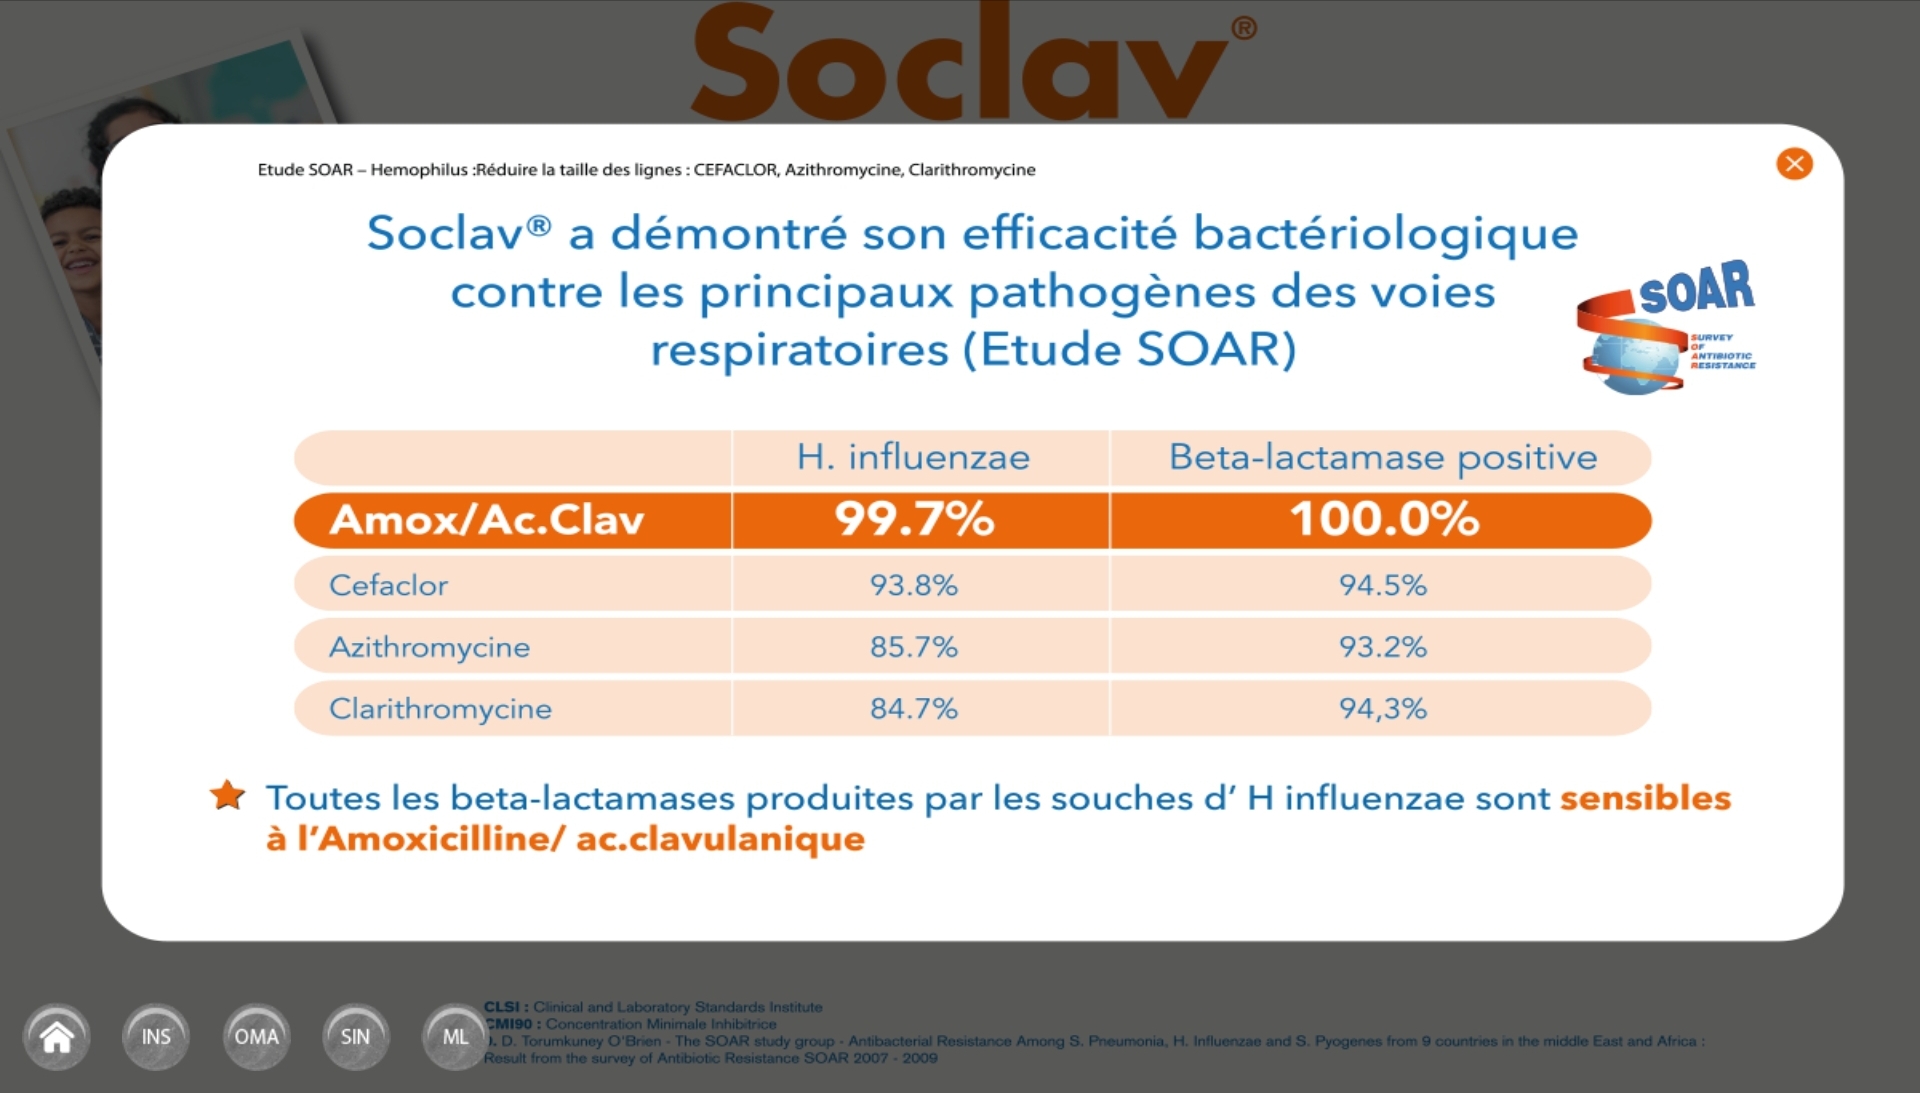 Soclav®
Etude SOAR – Hemophilus :Réduire la taille des lignes : CEFACLOR, Azithromycine, Clarithromycine
Soclav® a démontré son efficacité bactériologique
contre les principaux pathogènes des voies
respiratoires (Etude SOAR)
SOAR
SURVEY
OF
ANTIBIOTIC
RESISTANCE
H. influenzae Beta-lactamase positive
Amox/Ac.Clav 99.7% 100.0%
Cefaclor 93.8% 94.5%
Azithromycine 85.7% 93.2%
Clarithromycine 84.7% 94,3%
Toutes les beta-lactamases produites par les souches d’ H influenzae sont sensibles
à l’Amoxicilline/ ac.clavulanique
INS OMA SIN ML
CLSI : Clinical and Laboratory Standards Institute
CMI90 : Concentration Minimale Inhibitrice
D. Torumkuney O'Brien - The SOAR study group - Antibacterial Resistance Among S. Pneumonia, H. Influenzae and S. Pyogenes from 9 countries in the middle East and Africa :
Result from the survey of Antibiotic Resistance SOAR 2007 - 2009